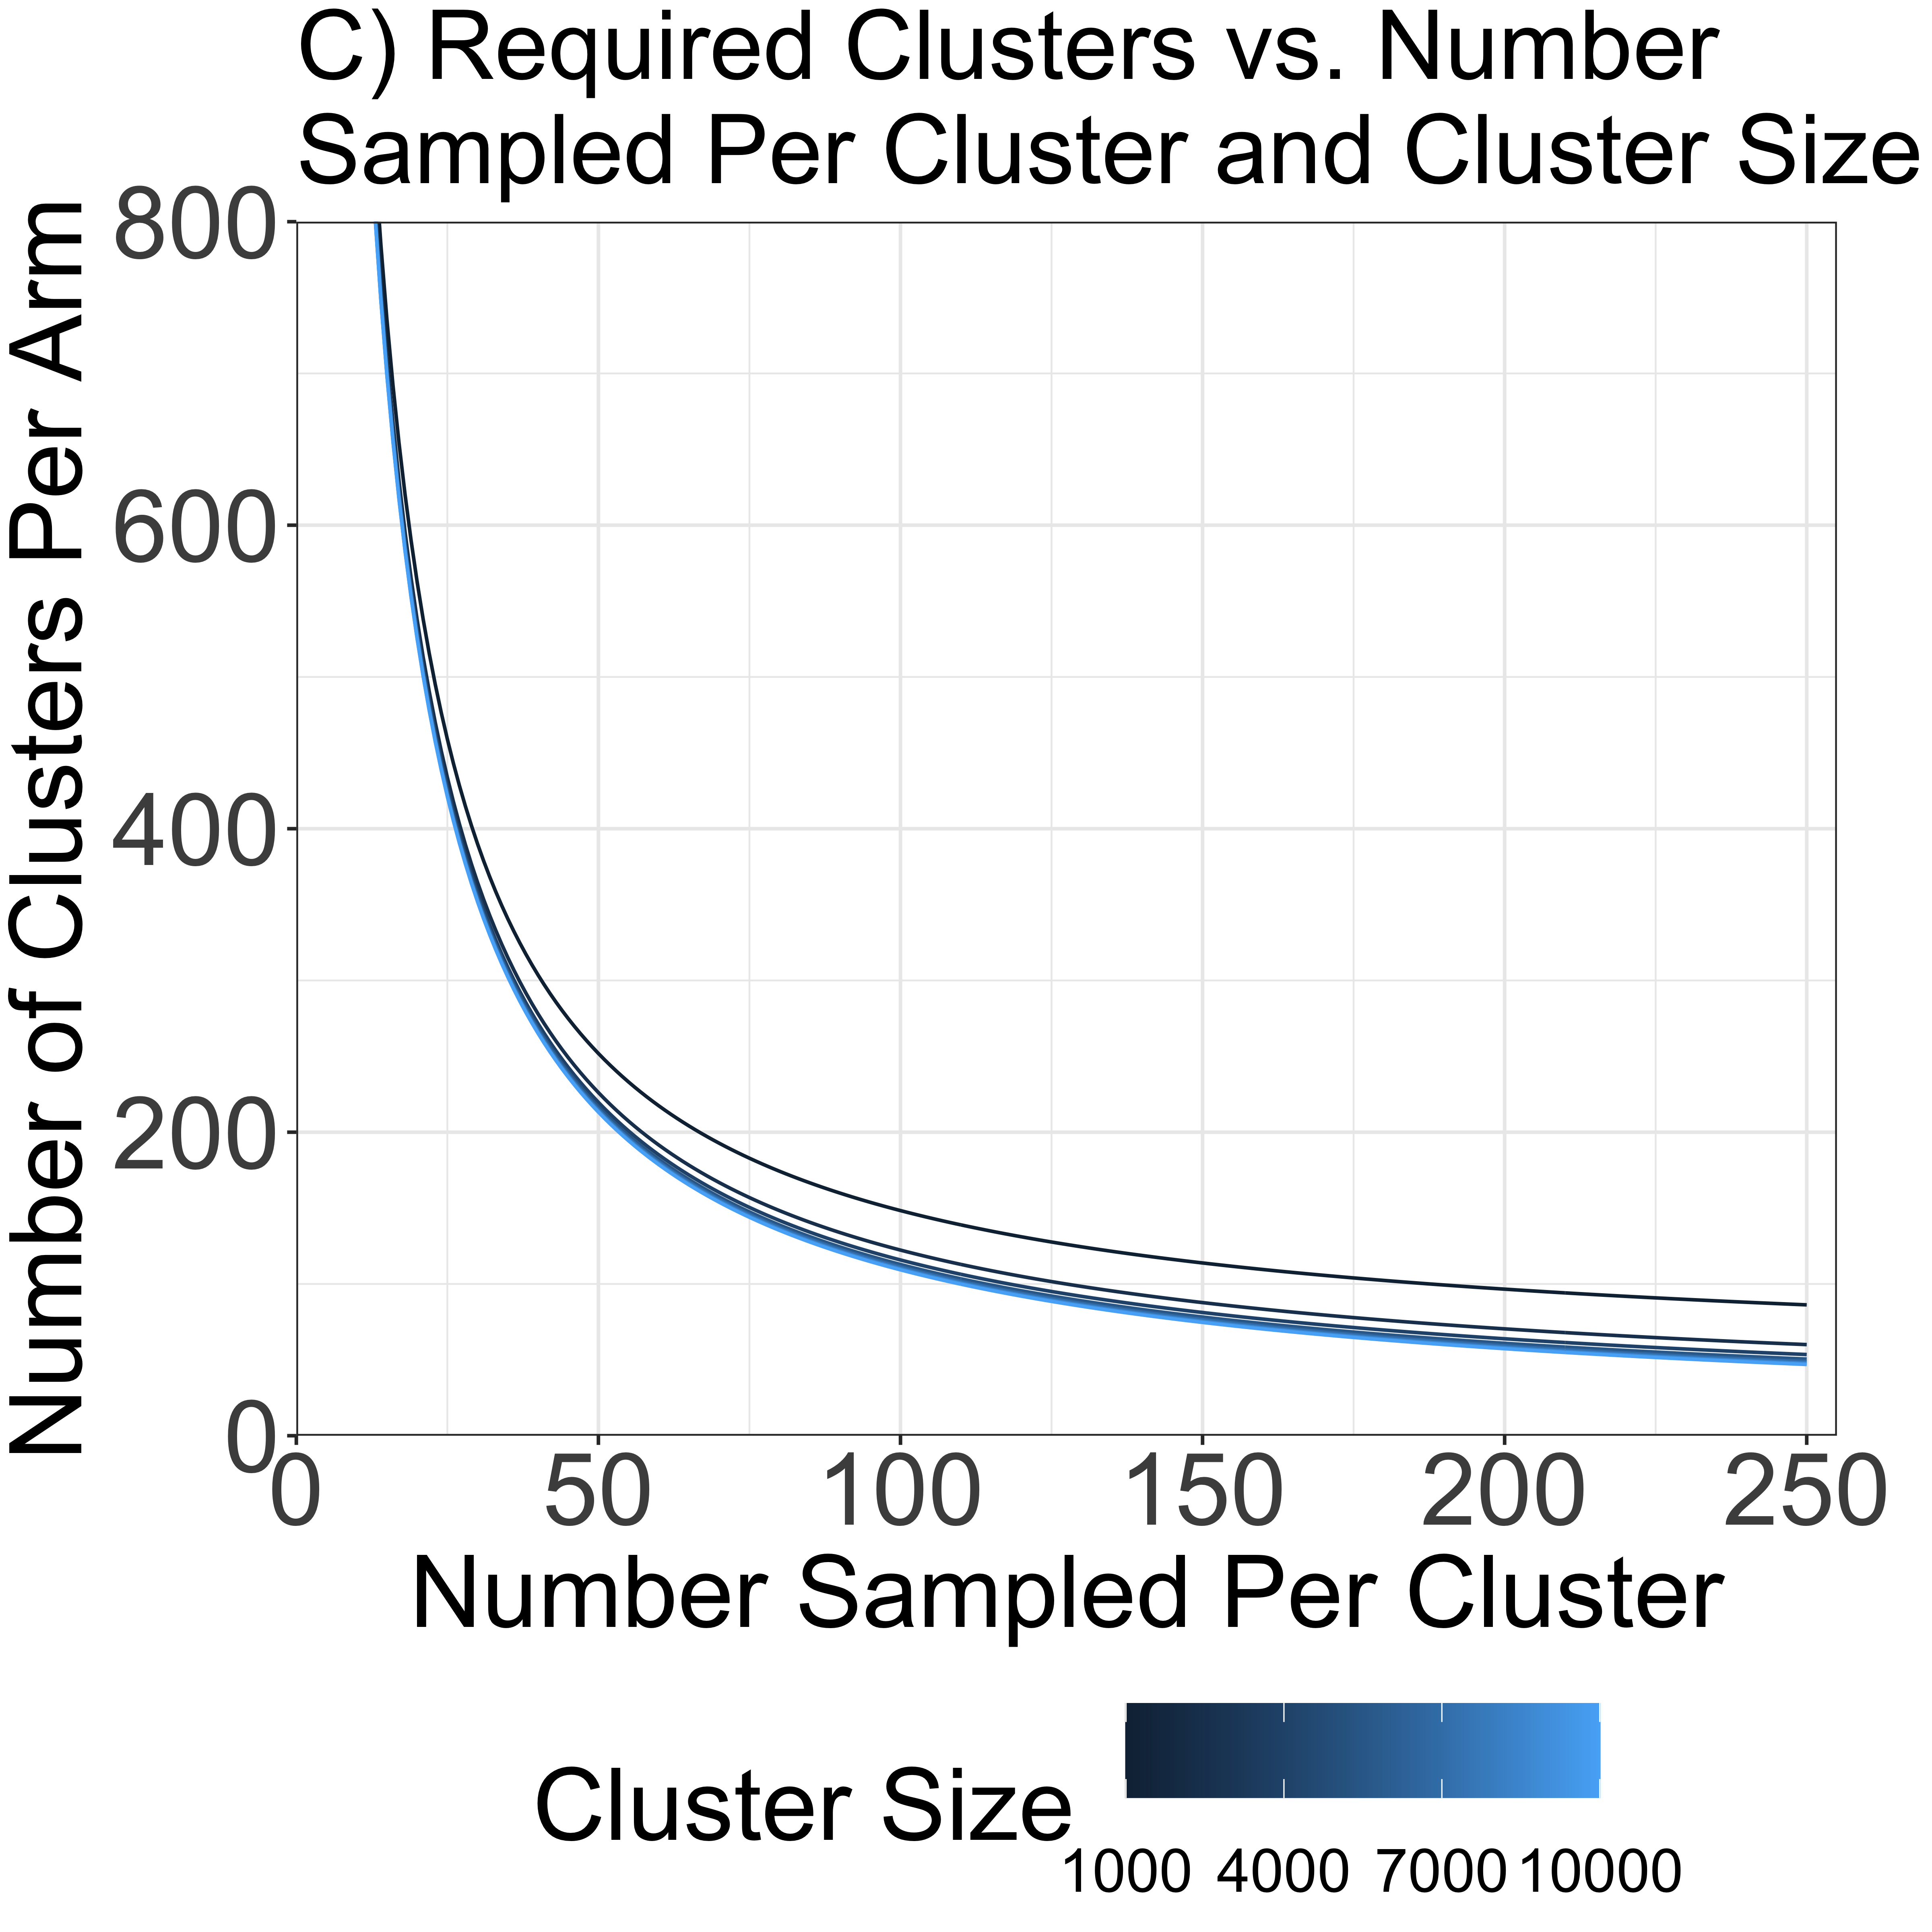 C) Required Clusters vs. Number
Sampled Per Cluster and Cluster Size
Number of Clusters Per Arm
800
600
400
200
0
0 50 100 150 200 250
Number Sampled Per Cluster
Cluster Size
1000 4000 7000 10000